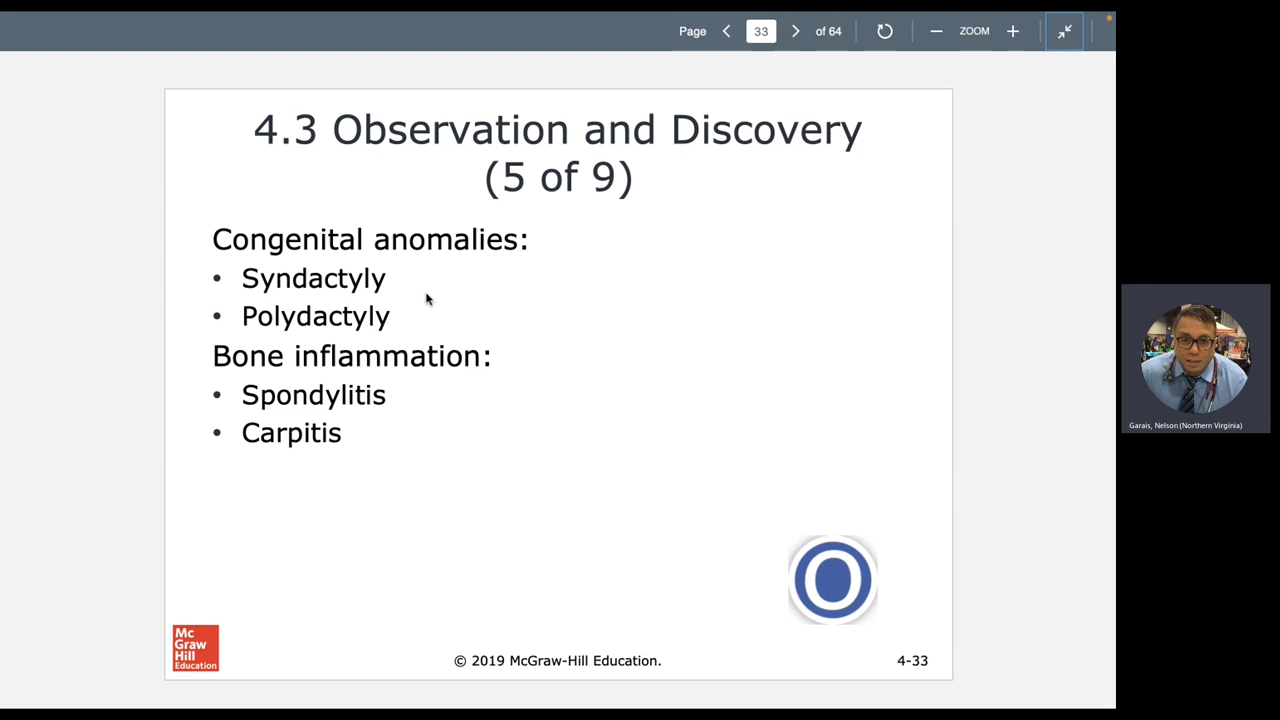 Page 33 of 64 ZOOM
4.3 Observation and Discovery
(5 of 9)
Congenital anomalies:
• Syndactyly
• Polydactyly
Bone inflammation:
• Spondylitis
• Carpitis
O
Mc
Graw
Hill
Education
© 2019 McGraw-Hill Education.
4-33
Garais, Nelson (Northern Virginia)